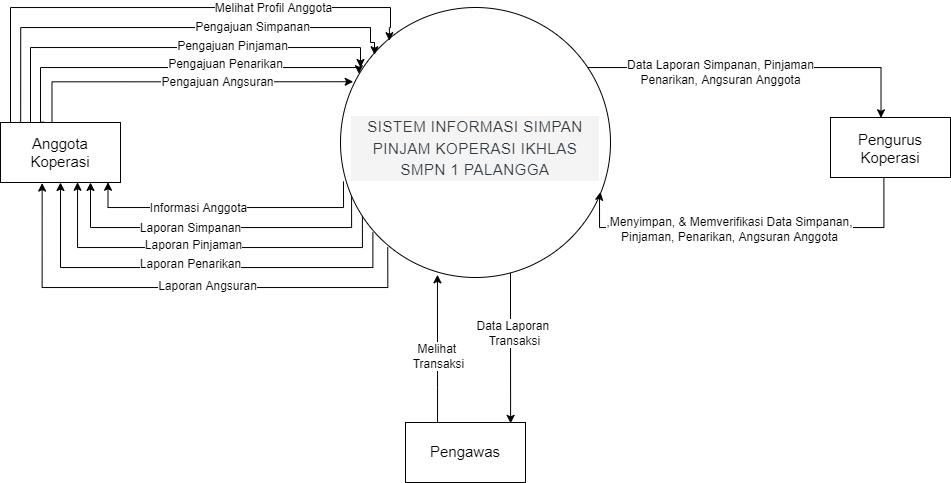 Melihat Profil Anggota
Pengajuan Simpanan
Pengajuan Pinjaman
Pengajuan Penarikan
Pengajuan Angsuran
Anggota
Koperasi
SISTEM INFORMASI SIMPAN
PINJAM KOPERASI IKHLAS
SMPN 1 PALANGGA
Data Laporan Simpanan, Pinjaman
Penarikan, Angsuran Anggota
Pengurus
Koperasi
Informasi Anggota
Laporan Simpanan
Laporan Pinjaman
Laporan Penarikan
Laporan Angsuran
,Menyimpan, & Memverifikasi Data Simpanan,
Pinjaman, Penarikan, Angsuran Anggota
Melihat
Transaksi
Data Laporan
Transaksi
Pengawas